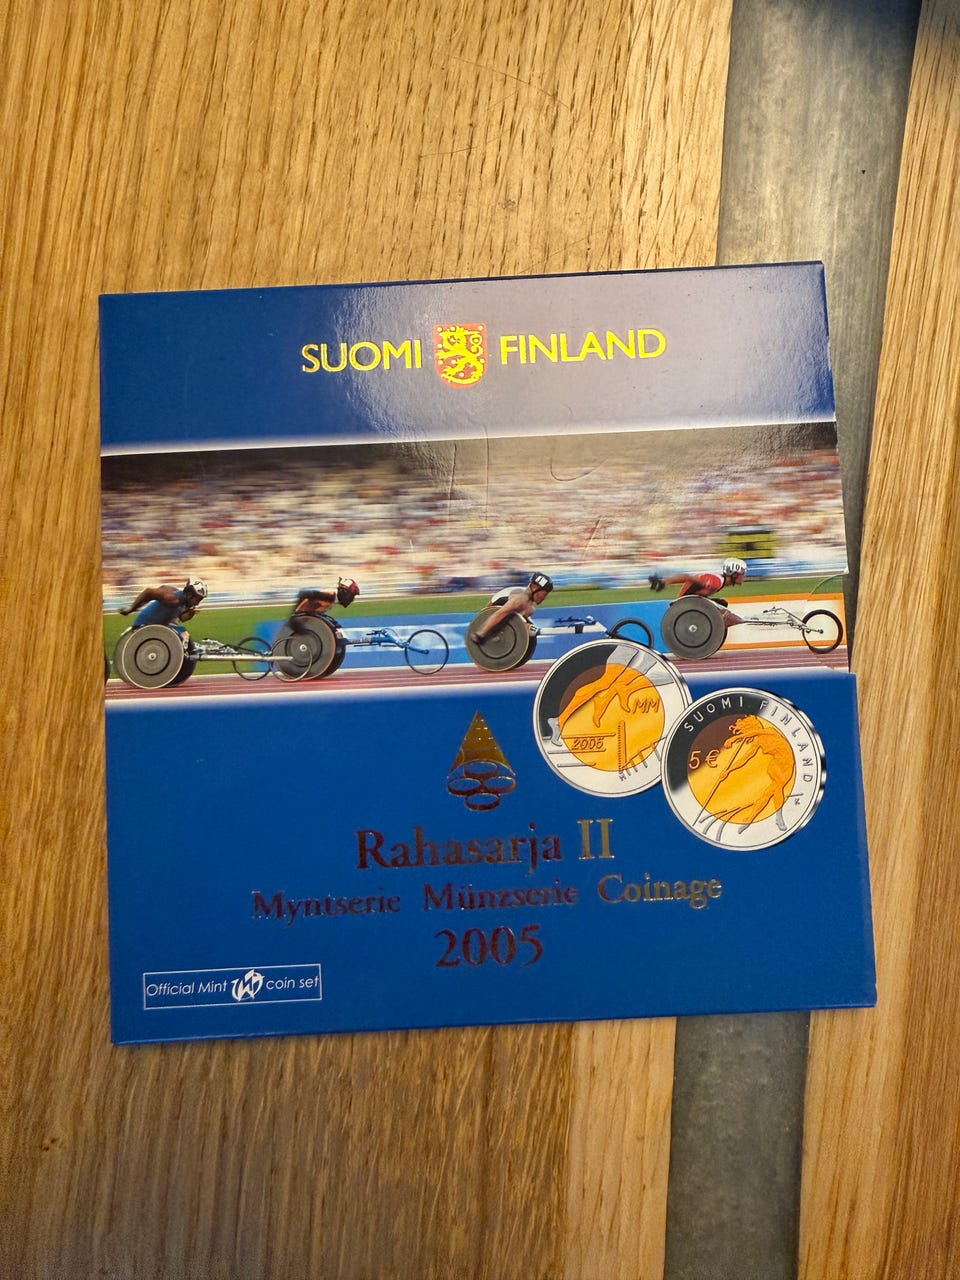 SUOMI FINLAND
MM
2005
SUOMI FINLAND
5 €
Rahasarja II
Myntserie Münzserie Coinage
2005
Official Mint coin set